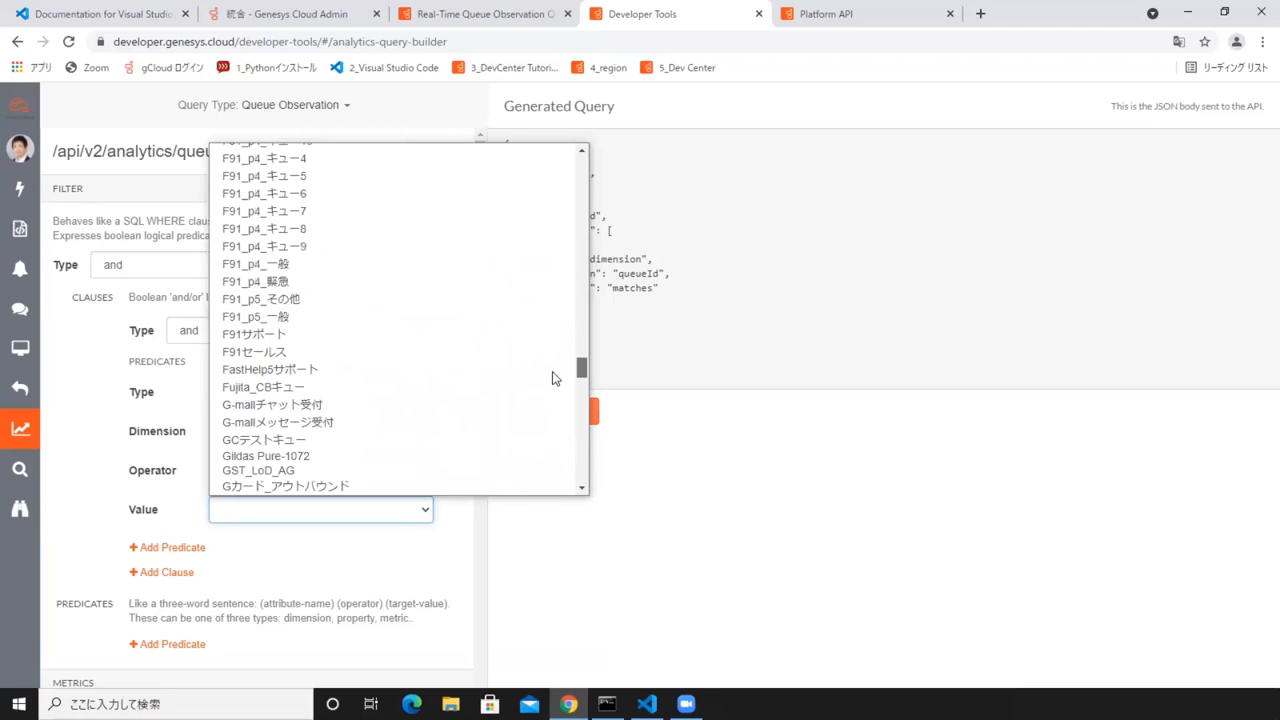 Documentation for Visual Studio
統合 - Genesys Cloud Admin
Real-Time Queue Observation Q
Developer Tools
Platform API
developer.genesys.cloud/developer-tools/#/analytics-query-builder
アプリ
Zoom
gCloud ログイン
1_Pythonインストール
2_Visual Studio Code
3_DevCenter Tutori...
4_region
5_Dev Center
リーディング リスト
Query Type: Queue Observation
Generated Query
This is the JSON body sent to the API.
/api/v2/analytics/queu
FILTER
Behaves like a SQL WHERE clau
Expresses boolean logical predica
Type and
CLAUSES Boolean 'and/or' l
Type and
PREDICATES
Type
Dimension
Operator
Value
F91_p4_キュー4
F91_p4_キュー5
F91_p4_キュー6
F91_p4_キュー7
F91_p4_キュー8
F91_p4_キュー9
F91_p4_一般
F91_p4_緊急
F91_p5_その他
F91_p5_一般
F91サポート
F91セールス
FastHelp5サポート
Fujita_CBキュー
G-mallチャット受付
G-mallメッセージ受付
GCテストキュー
Gildas Pure-1072
GST_LoD_AG
Gカード_アウトバウンド
d",
": [
dimension",
n": "queueId",
": "matches"
+ Add Predicate
+ Add Clause
PREDICATES Like a three-word sentence: (attribute-name) (operator) (target-value).
These can be one of three types: dimension, property, metric..
+ Add Predicate
METRICS
ここに入力して検索